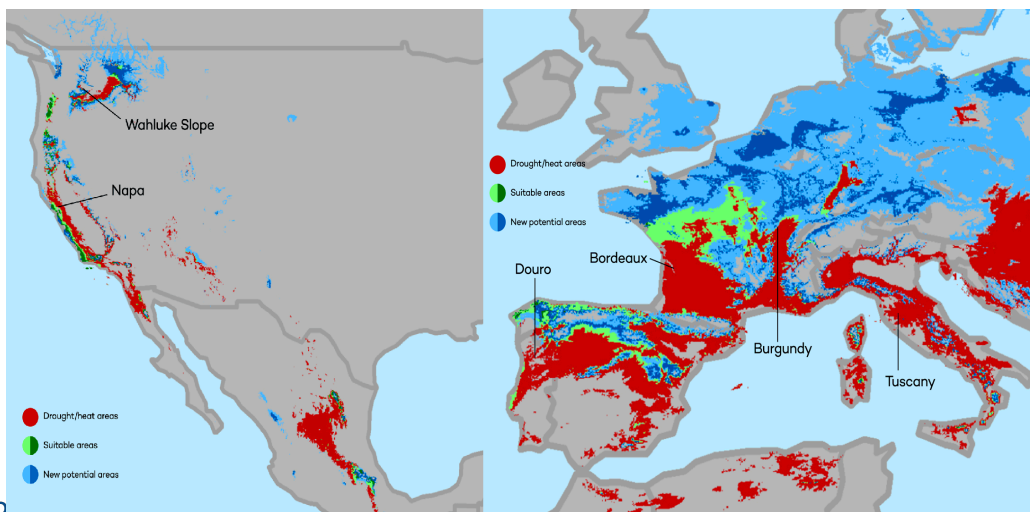 Wahluke Slope
Napa
Drought/heat areas
Suitable areas
New potential areas
Drought/heat areas
Suitable areas
New potential areas
Bordeaux
Douro
Burgundy
Tuscany